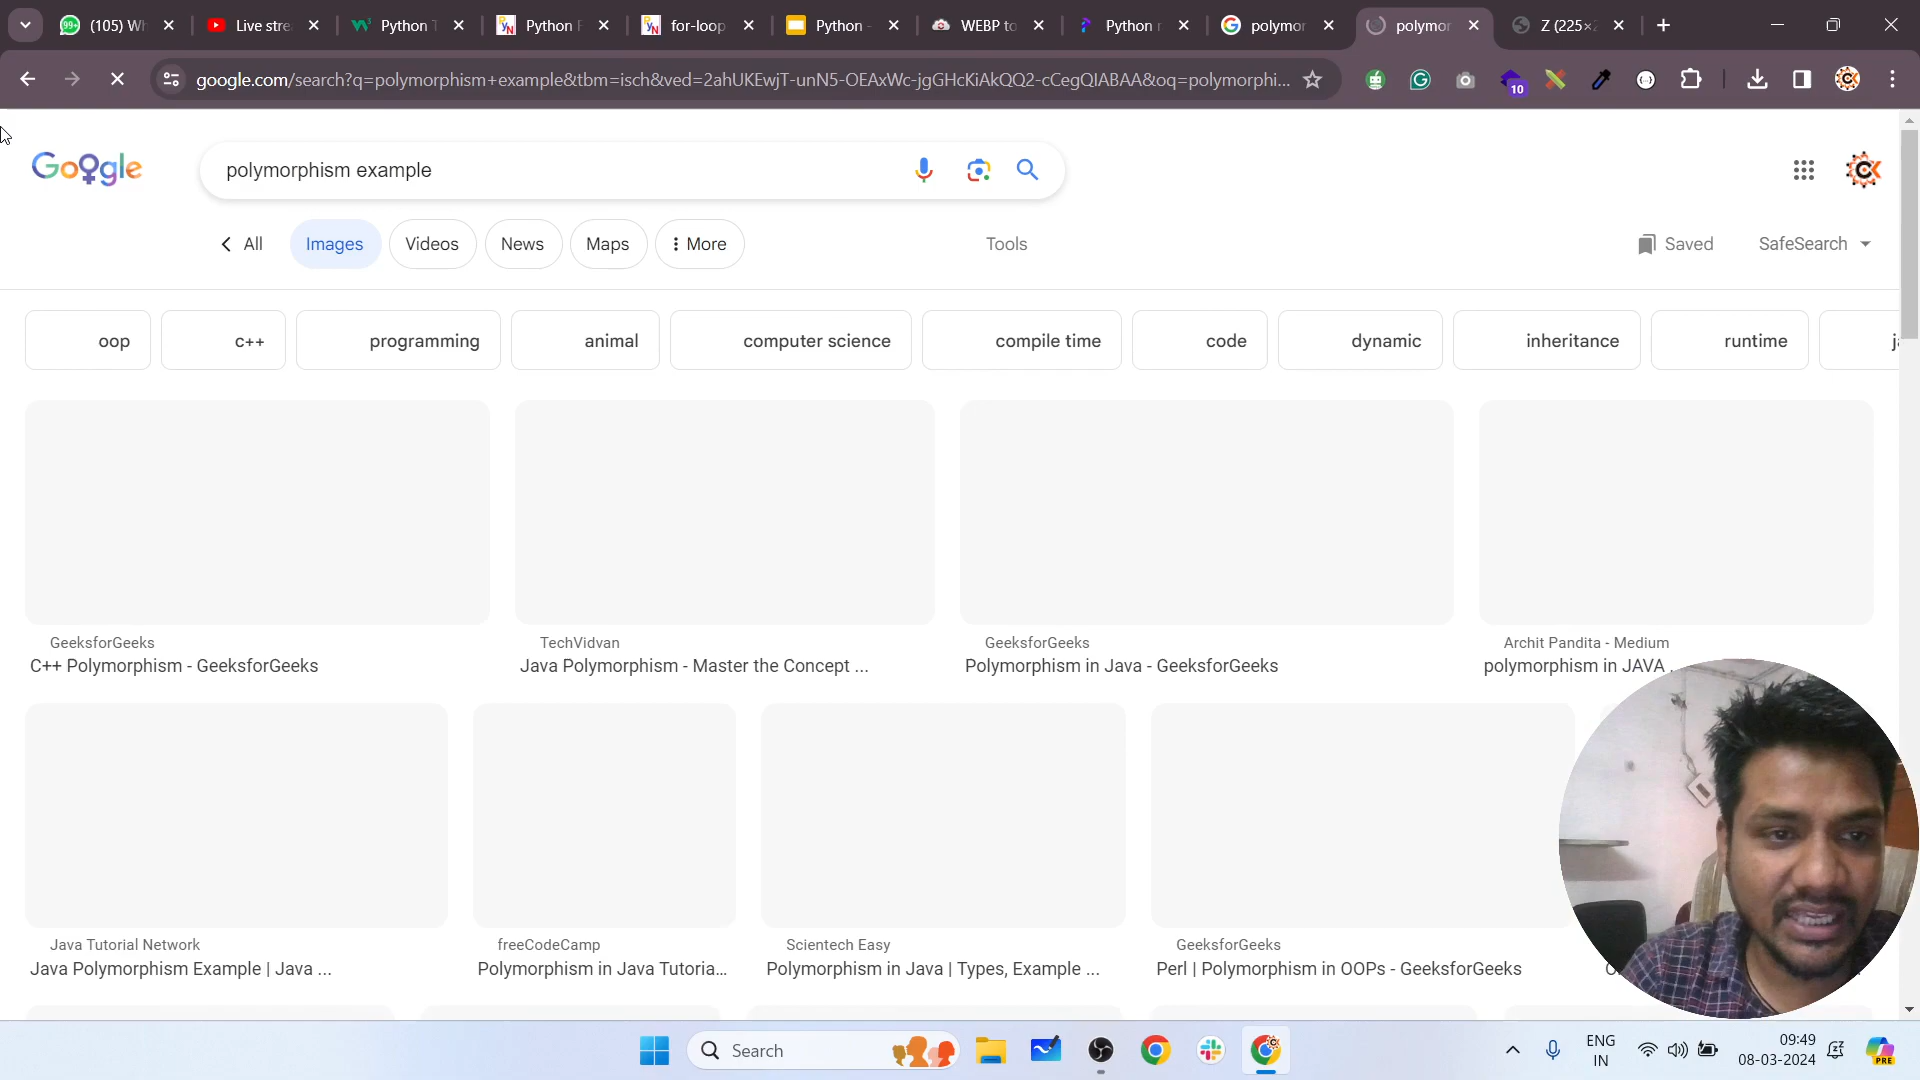 (105) Wh
Live stre
Python T
Python F
for-loop
Python -
WEBP to
Python r
polymor
polymor
Z (225×2
google.com/search?q=polymorphism+example&tbm=isch&ved=2ahUKEwjT-unN5-OEAxWc-jgGHcKiAkQQ2-cCegQIABAA&oq=polymorphi...
10
Google
polymorphism example
All
Images
Videos
News
Maps
More
Tools
Saved
SafeSearch
oop
c++
programming
animal
computer science
compile time
code
dynamic
inheritance
runtime
GeeksforGeeks
C++ Polymorphism - GeeksforGeeks
TechVidvan
Java Polymorphism - Master the Concept ...
GeeksforGeeks
Polymorphism in Java - GeeksforGeeks
Archit Pandita - Medium
polymorphism in JAVA
Java Tutorial Network
Java Polymorphism Example | Java ...
freeCodeCamp
Polymorphism in Java Tutoria...
Scientech Easy
Polymorphism in Java | Types, Example ...
GeeksforGeeks
Perl | Polymorphism in OOPs - GeeksforGeeks
Search
ENG
IN
09:49
08-03-2024
PRE